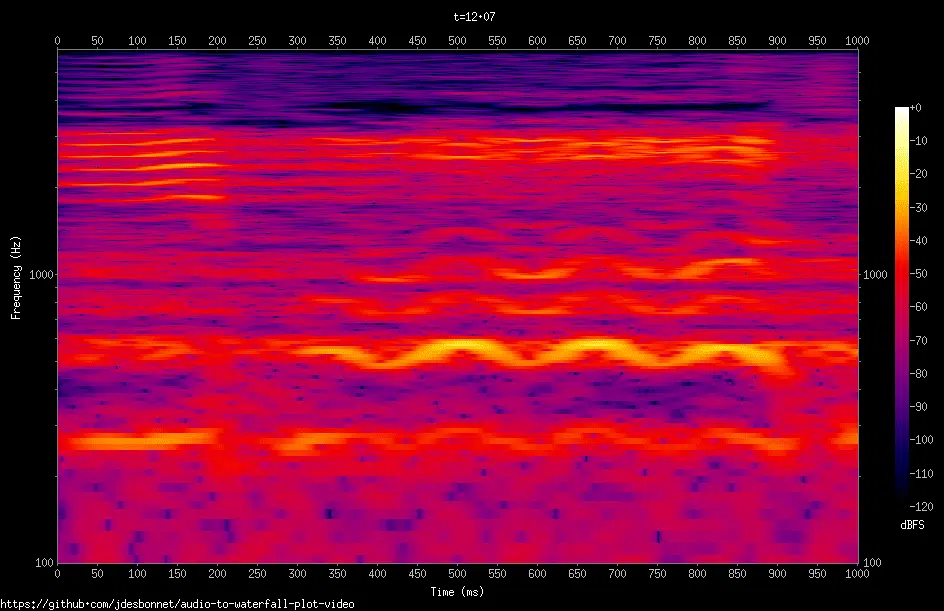 t=12·07
0 50 100 150 200 250 300 350 400 450 500 550 600 650 700 750 800 850 900 950 1000
+0
-10
-20
-30
-40
-50
-60
-70
-80
-90
-100
-110
-120
dBFS
Frequency (Hz)
1000
1000
100
100
0 50 100 150 200 250 300 350 400 450 500 550 600 650 700 750 800 850 900 950 1000
Time (ms)
https://github·com/jdesbonnet/audio-to-waterfall-plot-video